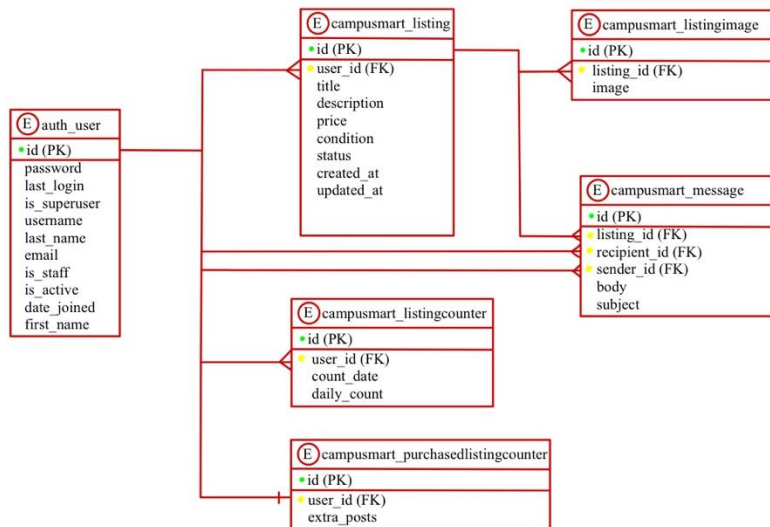 E auth_user
id (PK)
password
last_login
is_superuser
username
last_name
email
is_staff
is_active
date_joined
first_name
E campusmart_listing
id (PK)
user_id (FK)
title
description
price
condition
status
created_at
updated_at
E campusmart_listingimage
id (PK)
listing_id (FK)
image
E campusmart_message
id (PK)
listing_id (FK)
recipient_id (FK)
sender_id (FK)
body
subject
E campusmart_listingcounter
id (PK)
user_id (FK)
count_date
daily_count
E campusmart_purchasedlistingcounter
id (PK)
user_id (FK)
extra_posts